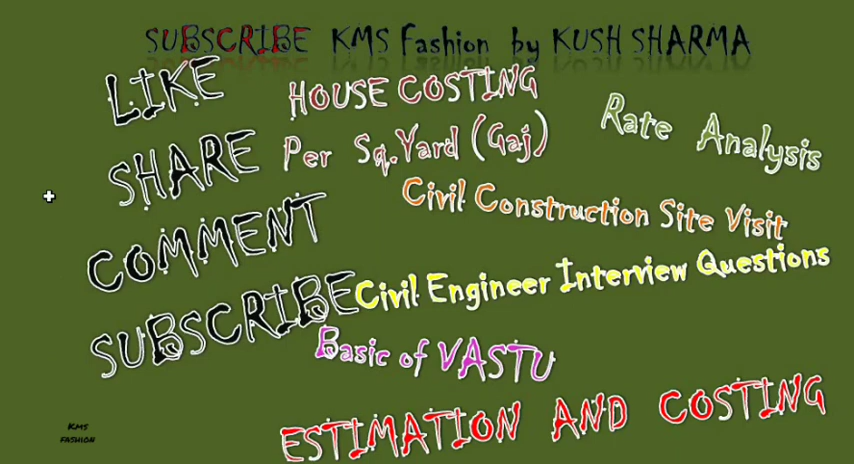 SUBSCRIBE KMS Fashion by KUSH SHARMA
LIKE
SHARE
COMMENT
SUBSCRIBE
HOUSE COSTING
Per Sq.Yard (Gaj)
Rate Analysis
Civil Construction Site Visit
Civil Engineer Interview Questions
Basic of VASTU
ESTIMATION AND COSTING
KMS
FASHION